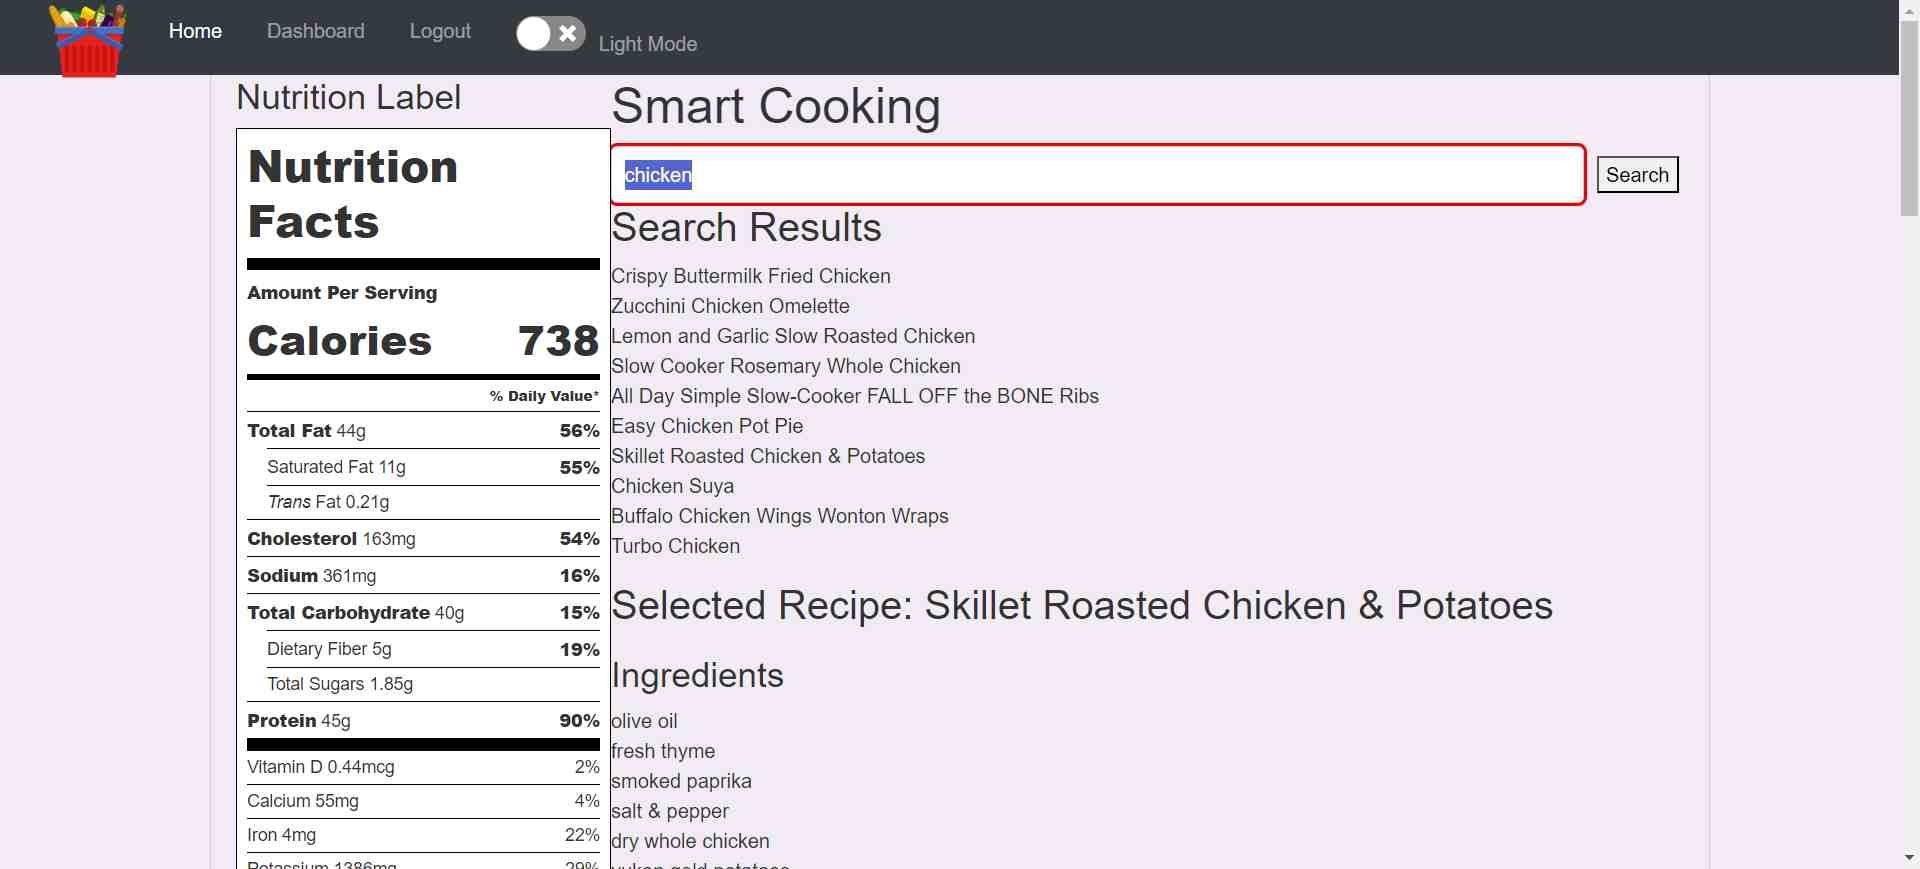 Home Dashboard Logout Light Mode
Nutrition Label
Nutrition
Facts
Amount Per Serving
Calories 738
% Daily Value*
Total Fat 44g 56%
Saturated Fat 11g 55%
Trans Fat 0.21g
Cholesterol 163mg 54%
Sodium 361mg 16%
Total Carbohydrate 40g 15%
Dietary Fiber 5g 19%
Total Sugars 1.85g
Protein 45g 90%
Vitamin D 0.44mcg 2%
Calcium 55mg 4%
Iron 4mg 22%
Potassium 1386mg 29%
Smart Cooking
chicken
Search
Search Results
Crispy Buttermilk Fried Chicken
Zucchini Chicken Omelette
Lemon and Garlic Slow Roasted Chicken
Slow Cooker Rosemary Whole Chicken
All Day Simple Slow-Cooker FALL OFF the BONE Ribs
Easy Chicken Pot Pie
Skillet Roasted Chicken & Potatoes
Chicken Suya
Buffalo Chicken Wings Wonton Wraps
Turbo Chicken
Selected Recipe: Skillet Roasted Chicken & Potatoes
Ingredients
olive oil
fresh thyme
smoked paprika
salt & pepper
dry whole chicken
yukon gold potatoes